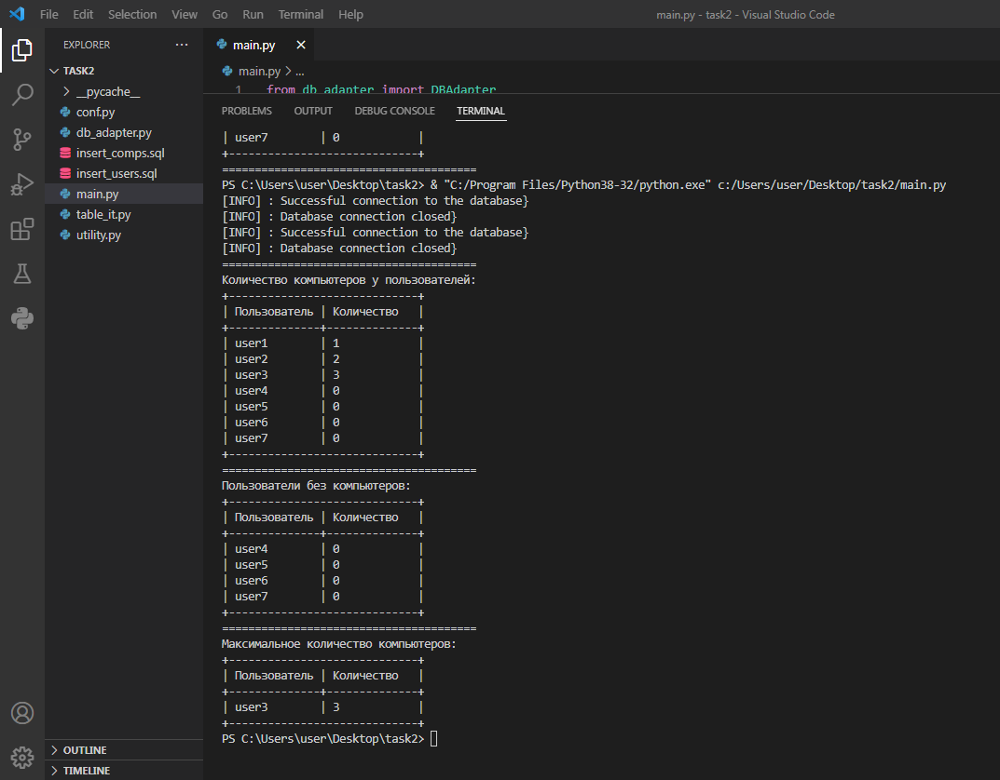 File Edit Selection View Go Run Terminal Help main.py - task2 - Visual Studio Code
EXPLORER ...
TASK2
__pycache__
conf.py
db_adapter.py
insert_comps.sql
insert_users.sql
main.py
table_it.py
utility.py
OUTLINE
TIMELINE
main.py
main.py > ...
1 from db_adapter import DBAdapter
PROBLEMS OUTPUT DEBUG CONSOLE TERMINAL
| user7        | 0            |
+-----------------------------+
=======================================
PS C:\Users\user\Desktop\task2> & "C:/Program Files/Python38-32/python.exe" c:/Users/user/Desktop/task2/main.py
[INFO] : Successful connection to the database}
[INFO] : Database connection closed}
[INFO] : Successful connection to the database}
[INFO] : Database connection closed}
=======================================
Количество компьютеров у пользователей:
+-----------------------------+
| Пользователь | Количество   |
+--------------+--------------+
| user1        | 1            |
| user2        | 2            |
| user3        | 3            |
| user4        | 0            |
| user5        | 0            |
| user6        | 0            |
| user7        | 0            |
+-----------------------------+
=======================================
Пользователи без компьютеров:
+-----------------------------+
| Пользователь | Количество   |
+--------------+--------------+
| user4        | 0            |
| user5        | 0            |
| user6        | 0            |
| user7        | 0            |
+-----------------------------+
=======================================
Максимальное количество компьютеров:
+-----------------------------+
| Пользователь | Количество   |
+--------------+--------------+
| user3        | 3            |
+-----------------------------+
PS C:\Users\user\Desktop\task2>